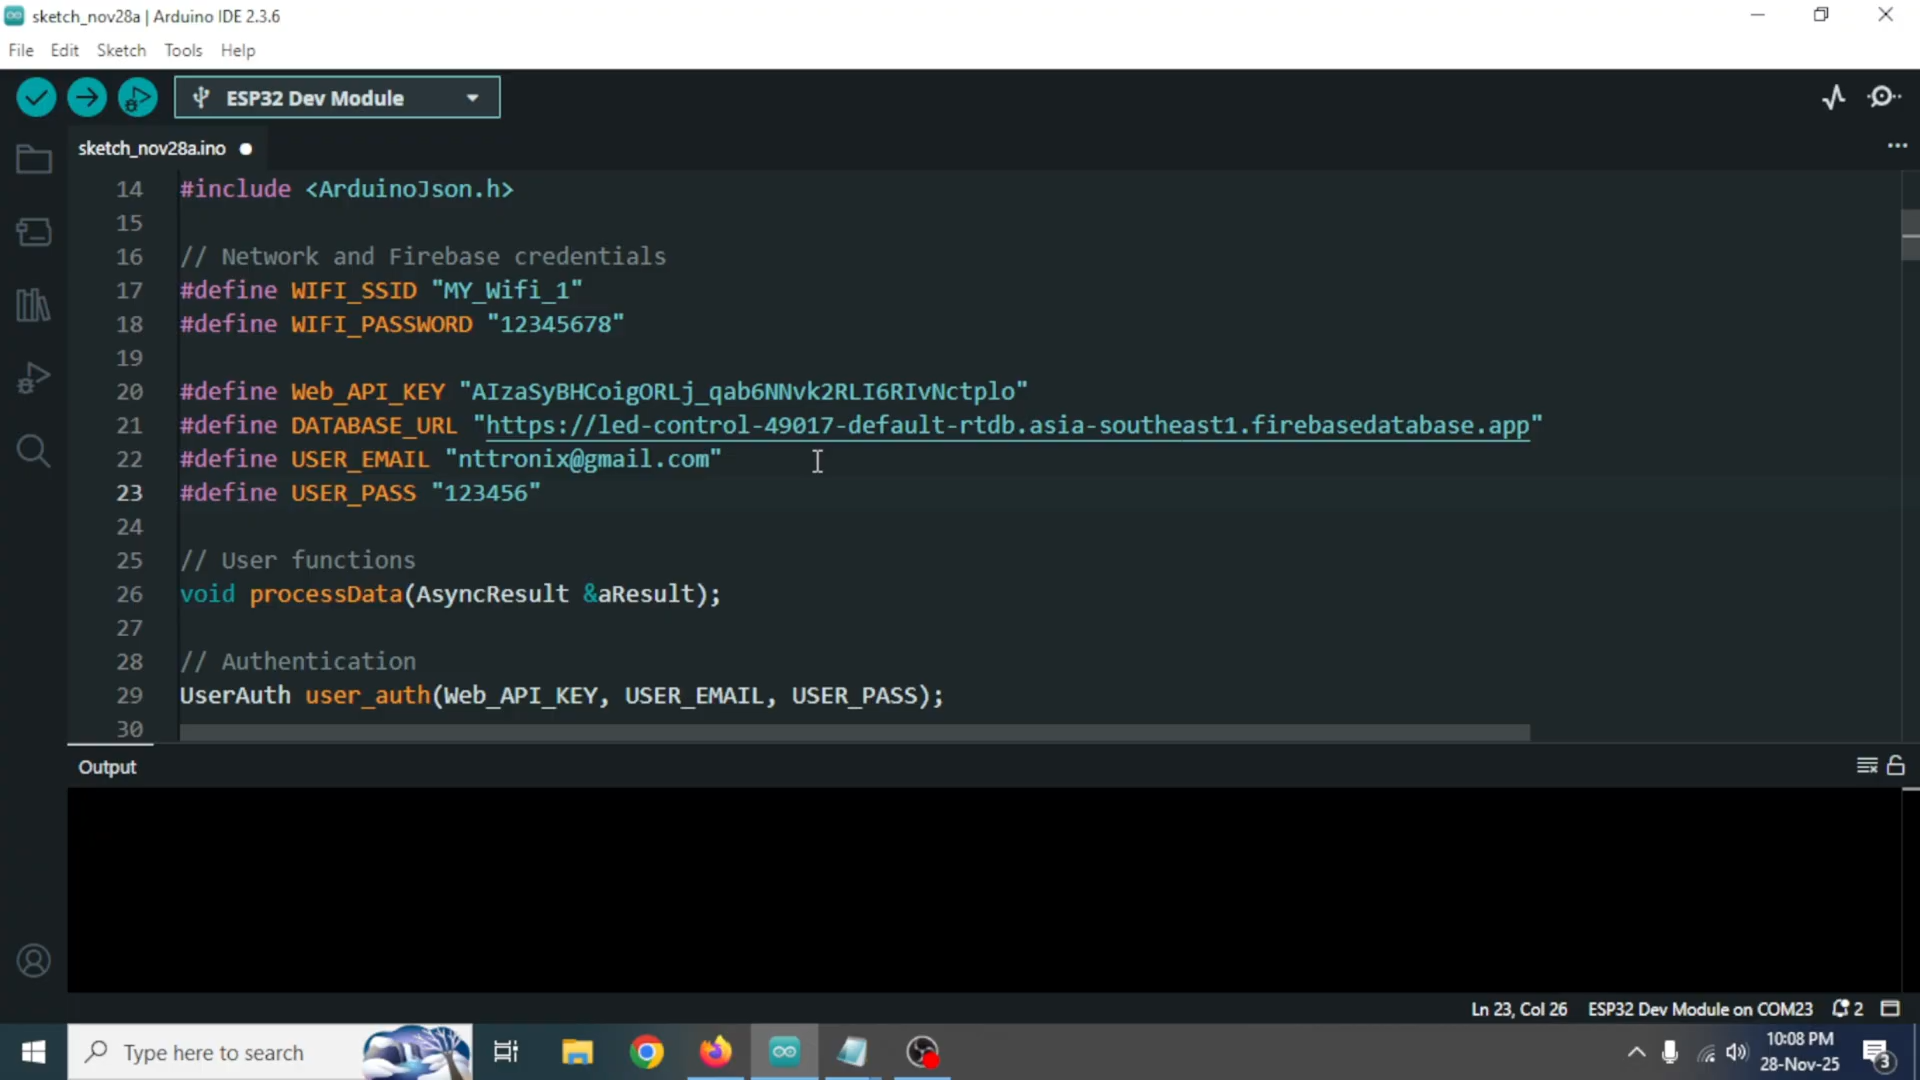 sketch_nov28a | Arduino IDE 2.3.6
File Edit Sketch Tools Help
ESP32 Dev Module
sketch_nov28a.ino
14 #include <ArduinoJson.h>
15
16 // Network and Firebase credentials
17 #define WIFI_SSID "MY_Wifi_1"
18 #define WIFI_PASSWORD "12345678"
19
20 #define Web_API_KEY "AIzaSyBHCoigORLj_qab6NNvk2RLI6RIvNctplo"
21 #define DATABASE_URL "https://led-control-49017-default-rtdb.asia-southeast1.firebasedatabase.app"
22 #define USER_EMAIL "nttronix@gmail.com"
23 #define USER_PASS "123456"
24
25 // User functions
26 void processData(AsyncResult &aResult);
27
28 // Authentication
29 UserAuth user_auth(Web_API_KEY, USER_EMAIL, USER_PASS);
30
Output
Ln 23, Col 26 ESP32 Dev Module on COM23 2
Type here to search
10:08 PM
28-Nov-25
3